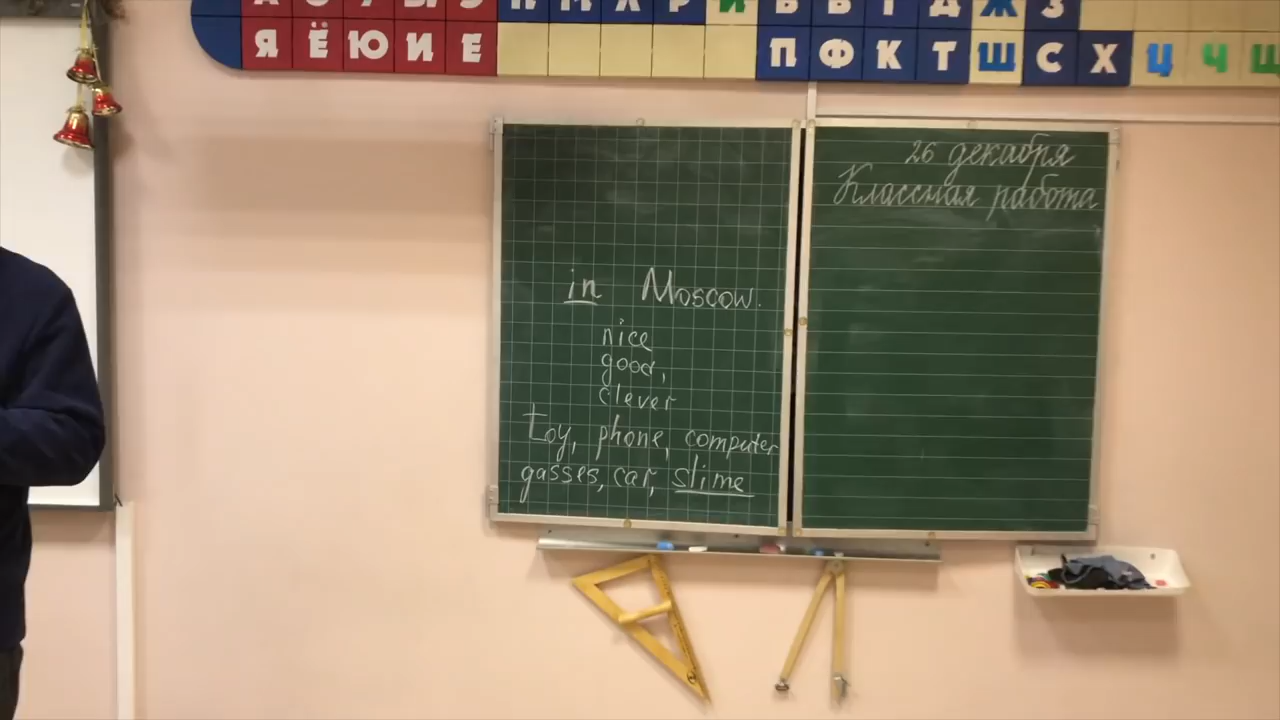 Я Ё Ю И Е
П Ф К Т Ш С Х Ц Ч Щ
in Moscow.
nice
good,
clever
toy, phone, computer
gasses, car, slime
26 декабря
Классная работа